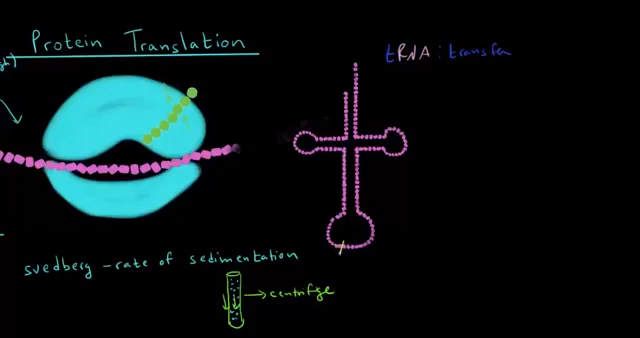 Protein Translation
tRNA : transfer
svedberg - rate of sedimentation
centrifge